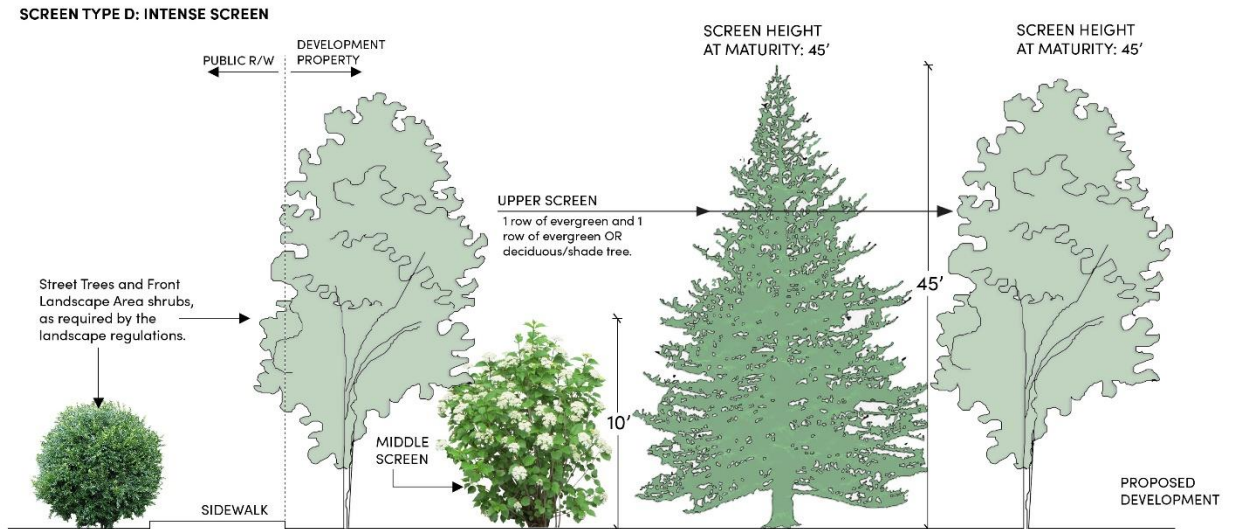 SCREEN TYPE D: INTENSE SCREEN
PUBLIC R/W
DEVELOPMENT
PROPERTY
SCREEN HEIGHT
AT MATURITY: 45'
SCREEN HEIGHT
AT MATURITY: 45'
UPPER SCREEN
1 row of evergreen and 1
row of evergreen OR
deciduous/shade tree.
Street Trees and Front
Landscape Area shrubs,
as required by the
landscape regulations.
45'
10'
MIDDLE
SCREEN
SIDEWALK
PROPOSED
DEVELOPMENT